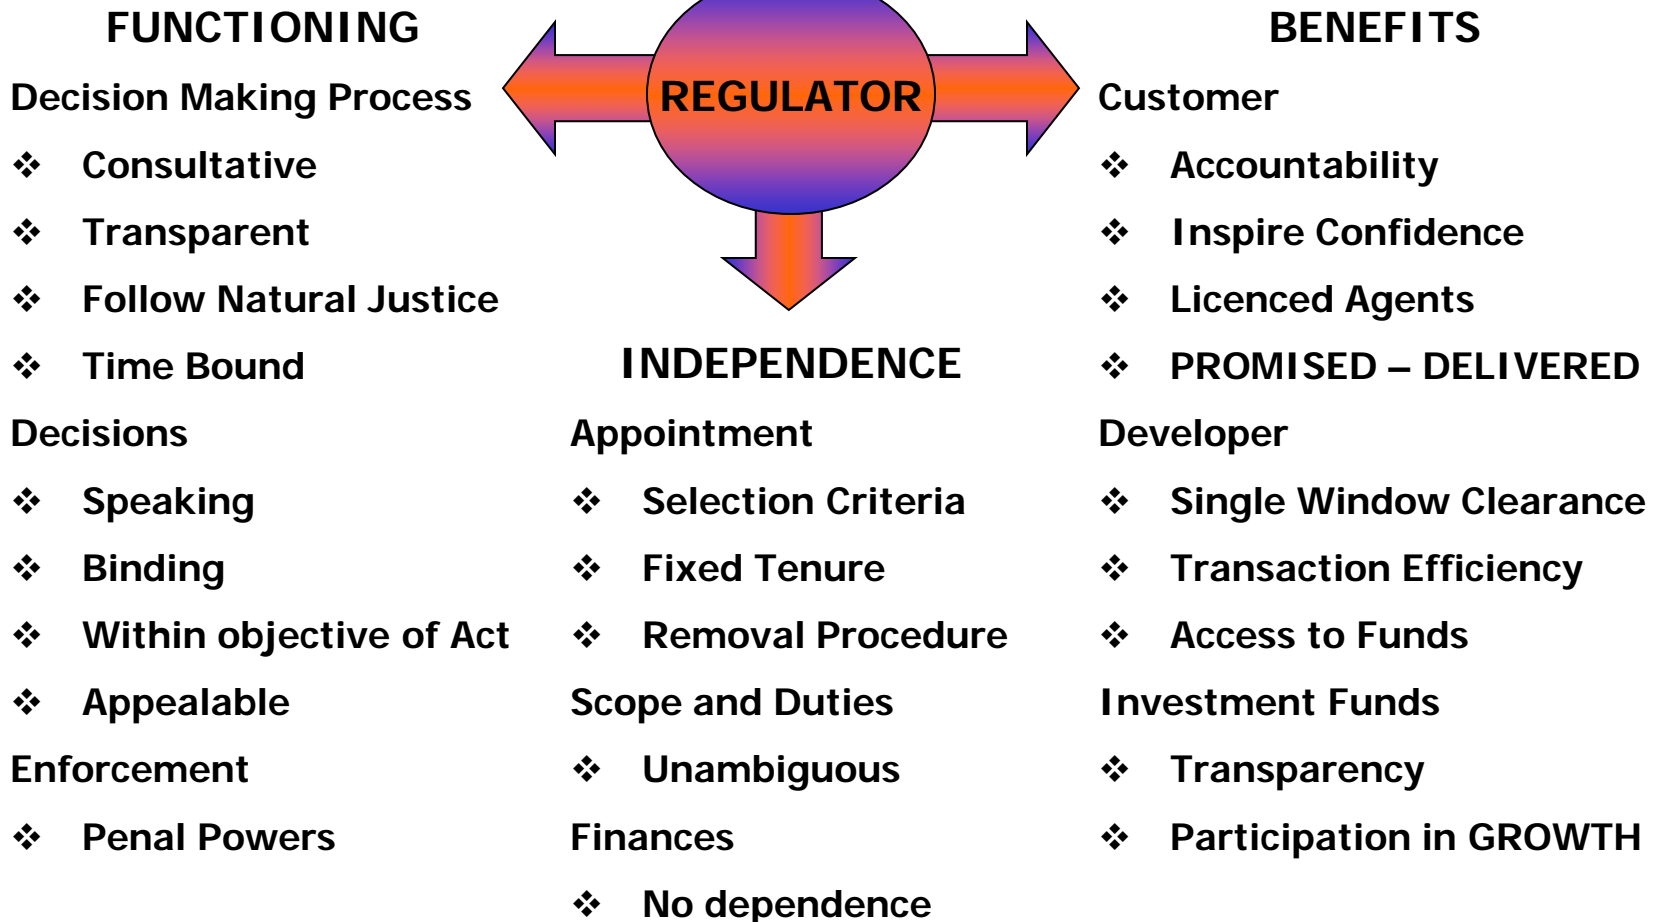 FUNCTIONING
Decision Making Process
❖ Consultative
❖ Transparent
❖ Follow Natural Justice
❖ Time Bound
Decisions
❖ Speaking
❖ Binding
❖ Within objective of Act
❖ Appealable
Enforcement
❖ Penal Powers
REGULATOR
INDEPENDENCE
Appointment
❖ Selection Criteria
❖ Fixed Tenure
❖ Removal Procedure
Scope and Duties
❖ Unambiguous
Finances
❖ No dependence
BENEFITS
Customer
❖ Accountability
❖ Inspire Confidence
❖ Licenced Agents
❖ PROMISED – DELIVERED
Developer
❖ Single Window Clearance
❖ Transaction Efficiency
❖ Access to Funds
Investment Funds
❖ Transparency
❖ Participation in GROWTH